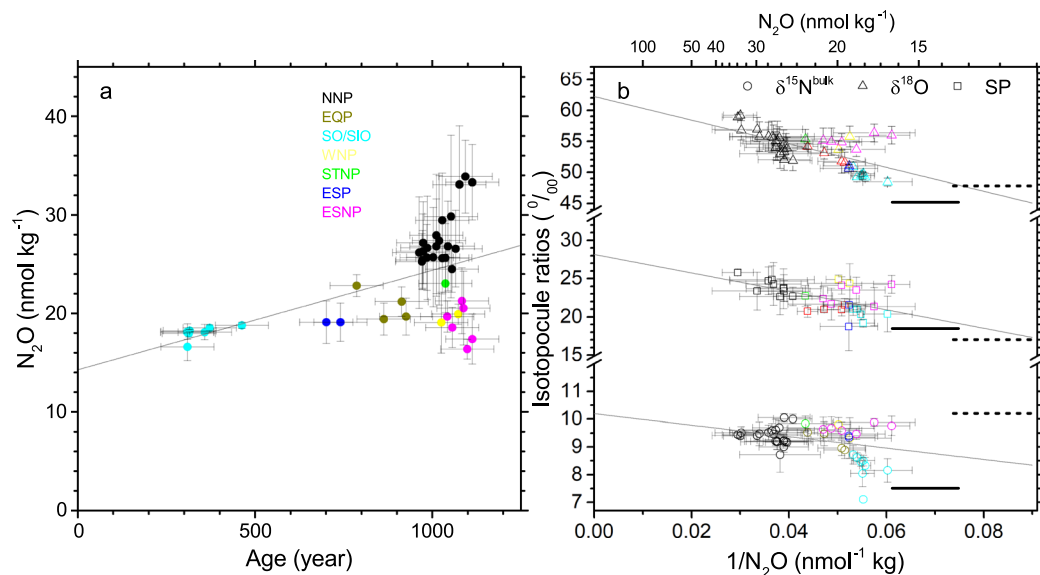 a
NNP
EQP
SO/SIO
WNP
STNP
ESP
ESNP
N₂O (nmol kg⁻¹)
50
40
30
20
10
0
0 500 1000
Age (year)
N₂O (nmol kg⁻¹)
100 50 40 30 20 15
b
○ δ¹⁵Nᵇᵘˡᵏ △ δ¹⁸O □ SP
Isotopocule ratios (⁰/₀₀)
65
60
55
50
45
30
25
20
15
11
10
9
8
7
0.00 0.02 0.04 0.06 0.08
1/N₂O (nmol⁻¹ kg)